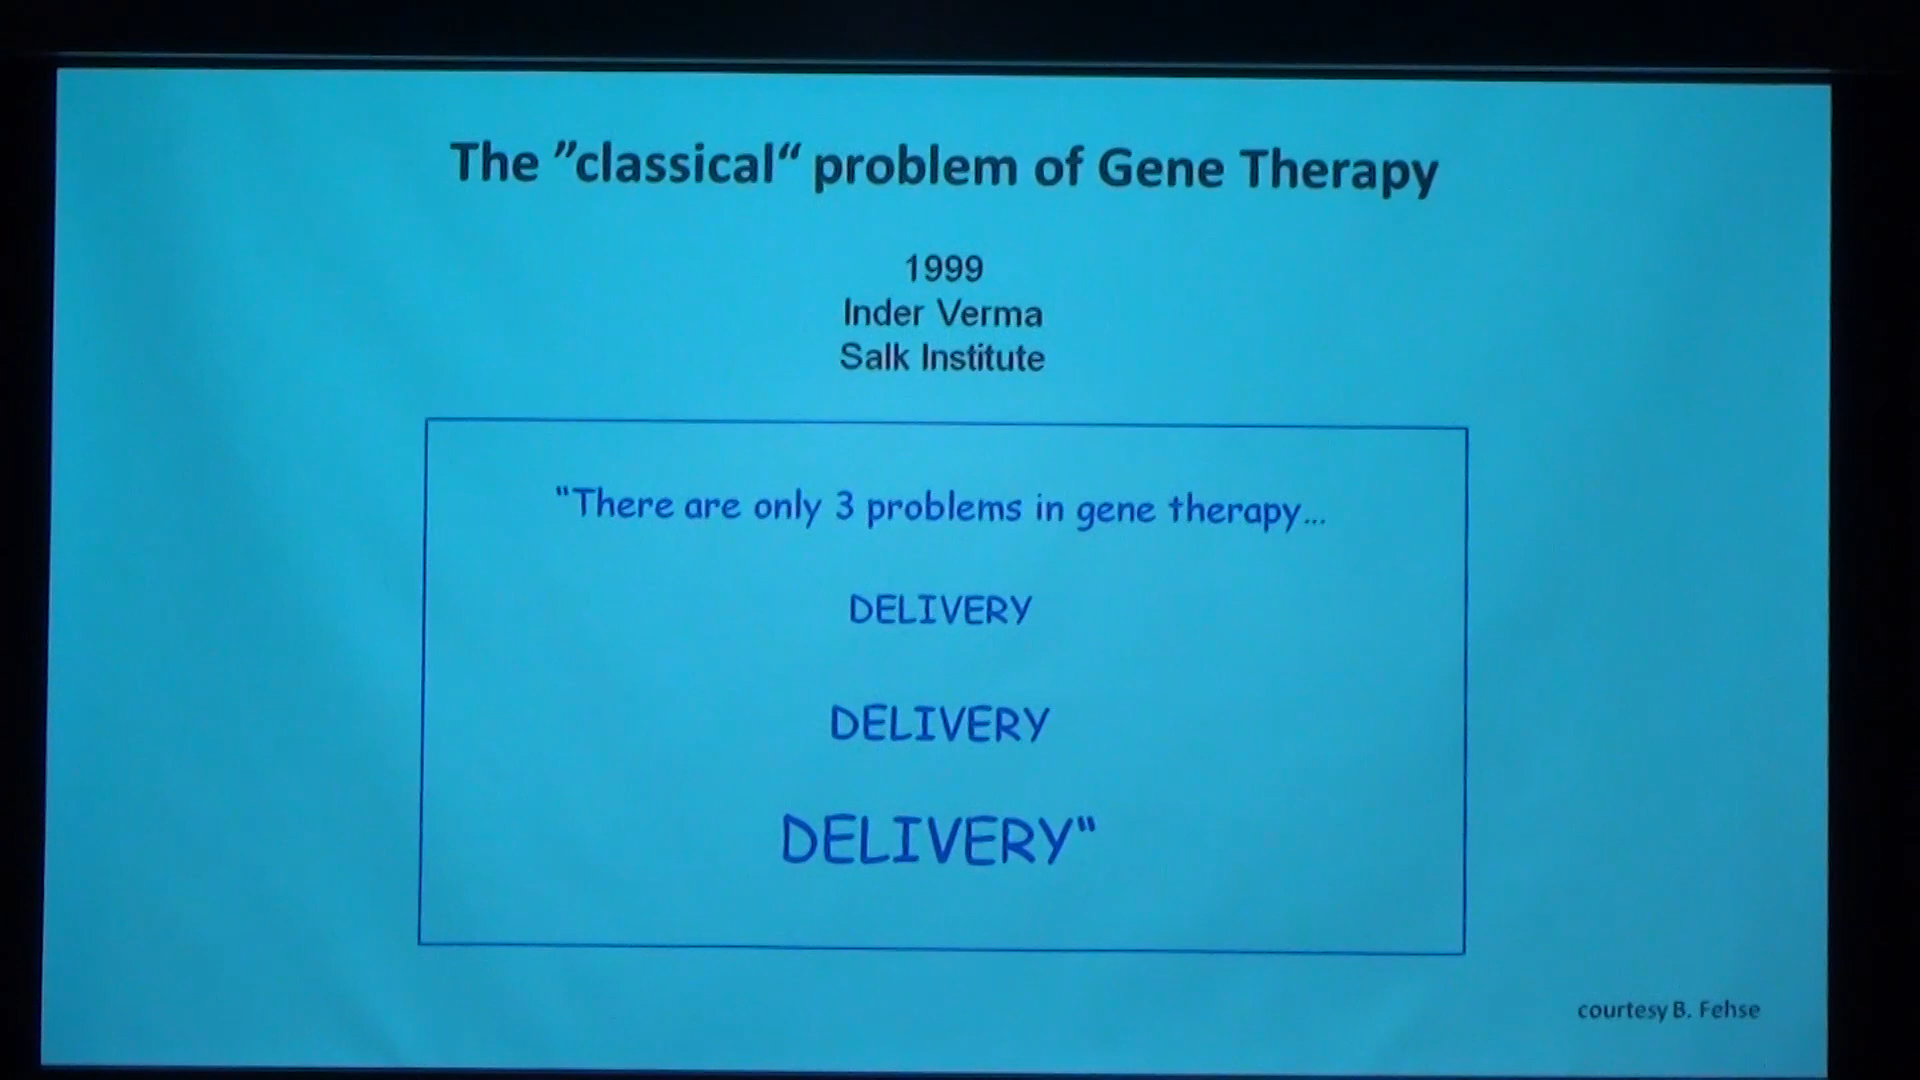 The ”classical“ problem of Gene Therapy
1999
Inder Verma
Salk Institute
"There are only 3 problems in gene therapy...
DELIVERY
DELIVERY
DELIVERY"
courtesy B. Fehse